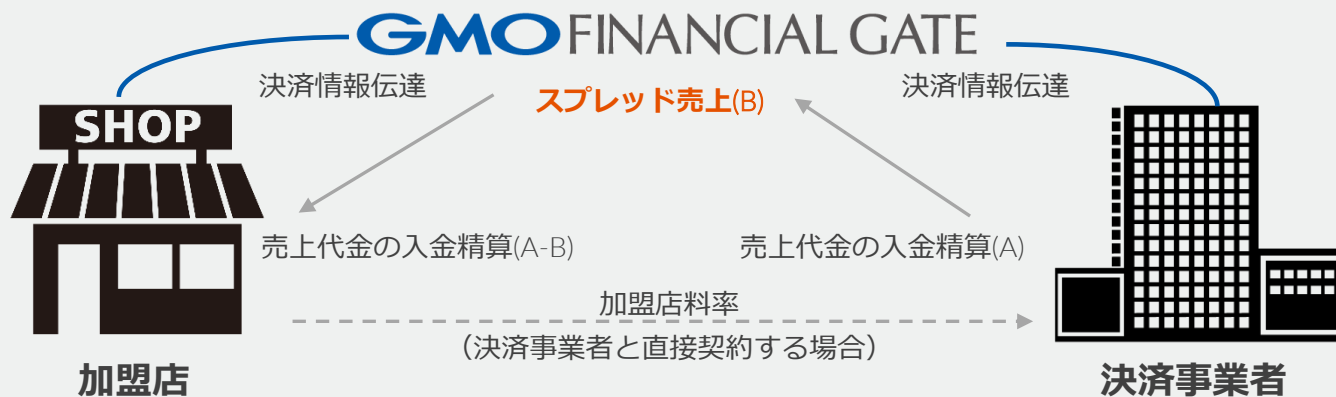 GMO FINANCIAL GATE
決済情報伝達
スプレッド売上(B)
決済情報伝達
SHOP
売上代金の入金精算(A-B)
売上代金の入金精算(A)
加盟店料率
（決済事業者と直接契約する場合）
加盟店
決済事業者